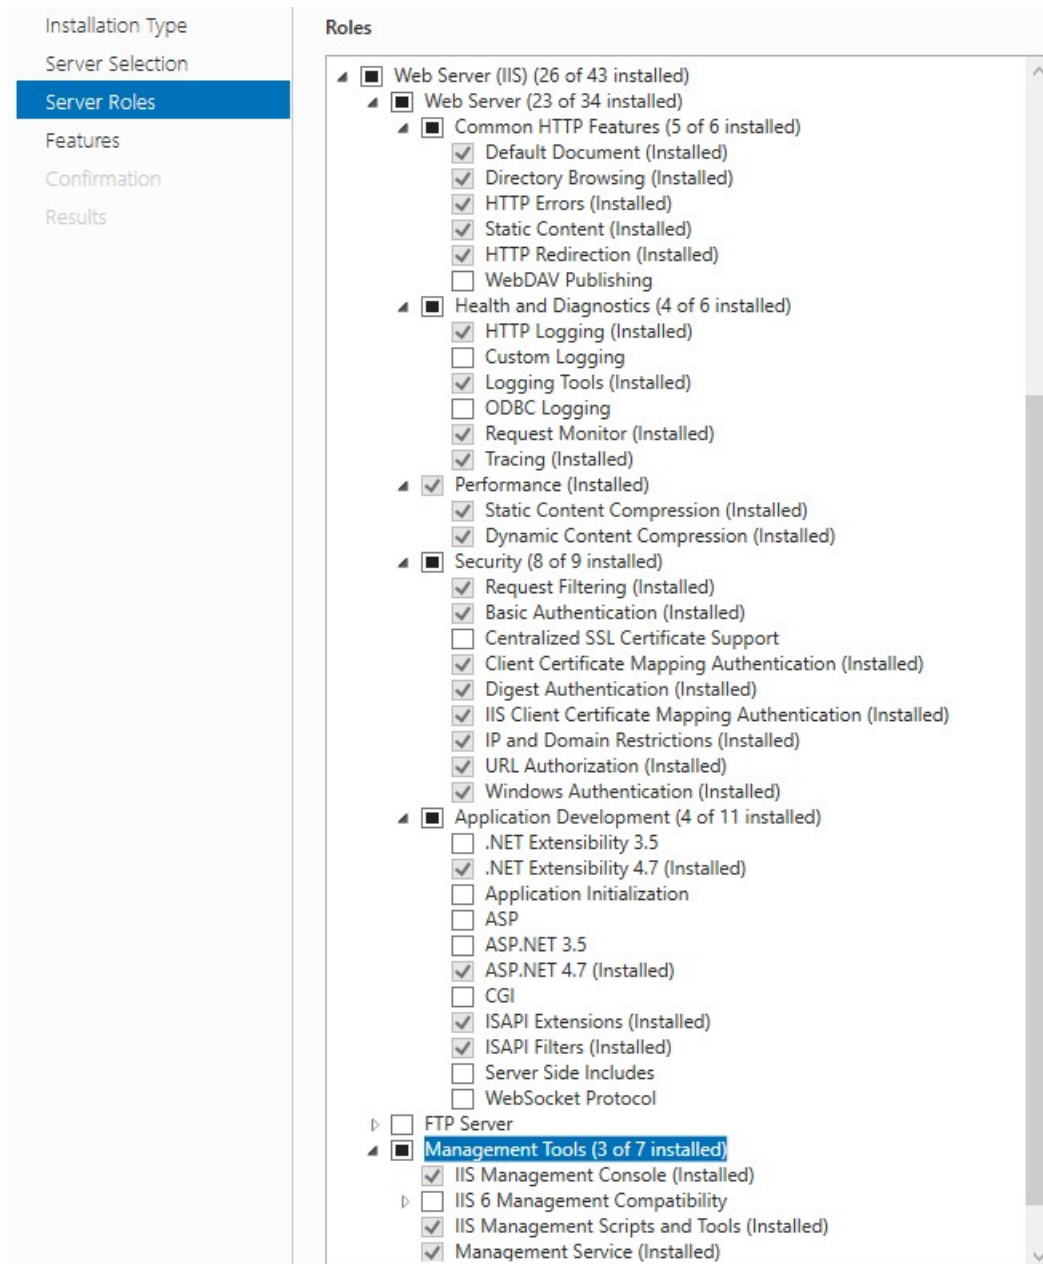 Installation Type
Server Selection
Server Roles
Features
Confirmation
Results
Roles
Web Server (IIS) (26 of 43 installed)
Web Server (23 of 34 installed)
Common HTTP Features (5 of 6 installed)
Default Document (Installed)
Directory Browsing (Installed)
HTTP Errors (Installed)
Static Content (Installed)
HTTP Redirection (Installed)
WebDAV Publishing
Health and Diagnostics (4 of 6 installed)
HTTP Logging (Installed)
Custom Logging
Logging Tools (Installed)
ODBC Logging
Request Monitor (Installed)
Tracing (Installed)
Performance (Installed)
Static Content Compression (Installed)
Dynamic Content Compression (Installed)
Security (8 of 9 installed)
Request Filtering (Installed)
Basic Authentication (Installed)
Centralized SSL Certificate Support
Client Certificate Mapping Authentication (Installed)
Digest Authentication (Installed)
IIS Client Certificate Mapping Authentication (Installed)
IP and Domain Restrictions (Installed)
URL Authorization (Installed)
Windows Authentication (Installed)
Application Development (4 of 11 installed)
.NET Extensibility 3.5
.NET Extensibility 4.7 (Installed)
Application Initialization
ASP
ASP.NET 3.5
ASP.NET 4.7 (Installed)
CGI
ISAPI Extensions (Installed)
ISAPI Filters (Installed)
Server Side Includes
WebSocket Protocol
FTP Server
Management Tools (3 of 7 installed)
IIS Management Console (Installed)
IIS 6 Management Compatibility
IIS Management Scripts and Tools (Installed)
Management Service (Installed)